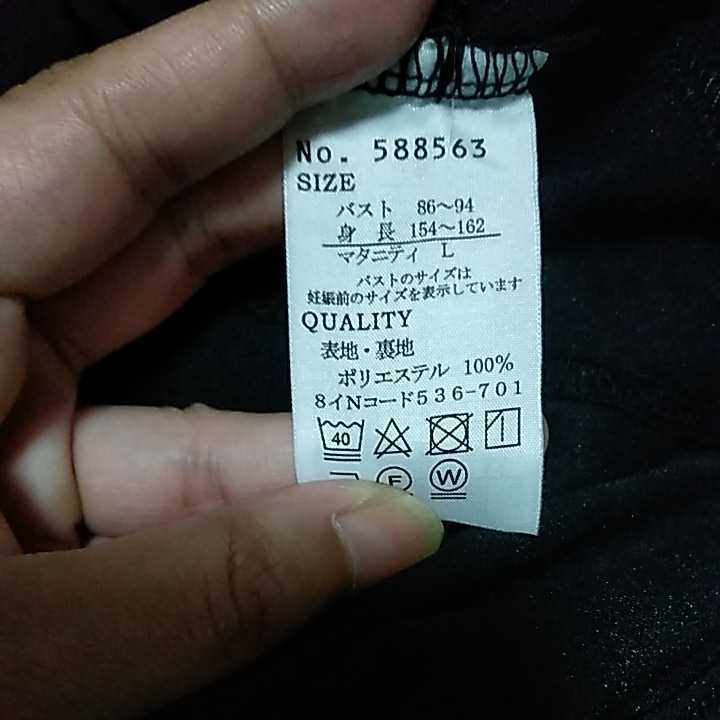 No. 588563
SIZE
バスト 86～94
身 長 154～162
マタニティ L
バストのサイズは
妊娠前のサイズを表示しています
QUALITY
表地・裏地
ポリエステル 100%
8イNコード536-701
40
F W